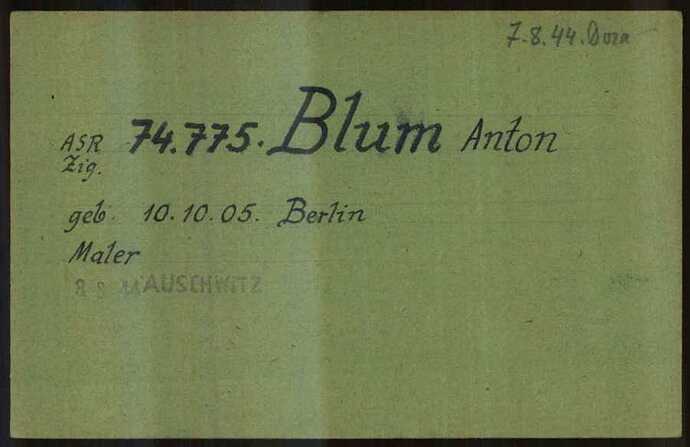 7.8.44. Dora
ASR 74.775. Blum Anton
Zig.
geb. 10.10.05. Berlin
Maler
AUSCHWITZ